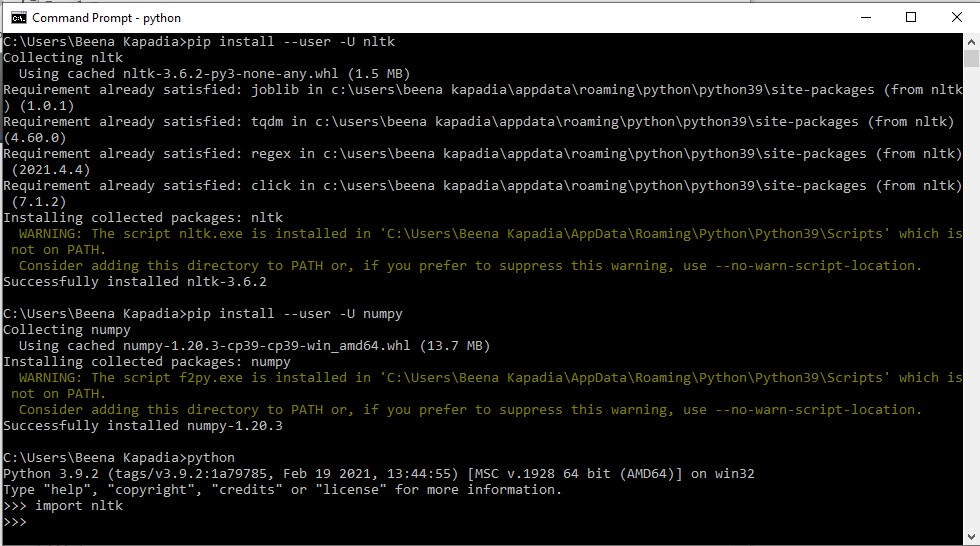 Command Prompt - python
C:\Users\Beena Kapadia>pip install --user -U nltk
Collecting nltk
  Using cached nltk-3.6.2-py3-none-any.whl (1.5 MB)
Requirement already satisfied: joblib in c:\users\beena kapadia\appdata\roaming\python\python39\site-packages (from nltk
) (1.0.1)
Requirement already satisfied: tqdm in c:\users\beena kapadia\appdata\roaming\python\python39\site-packages (from nltk)
(4.60.0)
Requirement already satisfied: regex in c:\users\beena kapadia\appdata\roaming\python\python39\site-packages (from nltk)
 (2021.4.4)
Requirement already satisfied: click in c:\users\beena kapadia\appdata\roaming\python\python39\site-packages (from nltk)
 (7.1.2)
Installing collected packages: nltk
  WARNING: The script nltk.exe is installed in 'C:\Users\Beena Kapadia\AppData\Roaming\Python\Python39\Scripts' which is
 not on PATH.
  Consider adding this directory to PATH or, if you prefer to suppress this warning, use --no-warn-script-location.
Successfully installed nltk-3.6.2
C:\Users\Beena Kapadia>pip install --user -U numpy
Collecting numpy
  Using cached numpy-1.20.3-cp39-cp39-win_amd64.whl (13.7 MB)
Installing collected packages: numpy
  WARNING: The script f2py.exe is installed in 'C:\Users\Beena Kapadia\AppData\Roaming\Python\Python39\Scripts' which is
 not on PATH.
  Consider adding this directory to PATH or, if you prefer to suppress this warning, use --no-warn-script-location.
Successfully installed numpy-1.20.3
C:\Users\Beena Kapadia>python
Python 3.9.2 (tags/v3.9.2:1a79785, Feb 19 2021, 13:44:55) [MSC v.1928 64 bit (AMD64)] on win32
Type "help", "copyright", "credits" or "license" for more information.
>>> import nltk
>>>